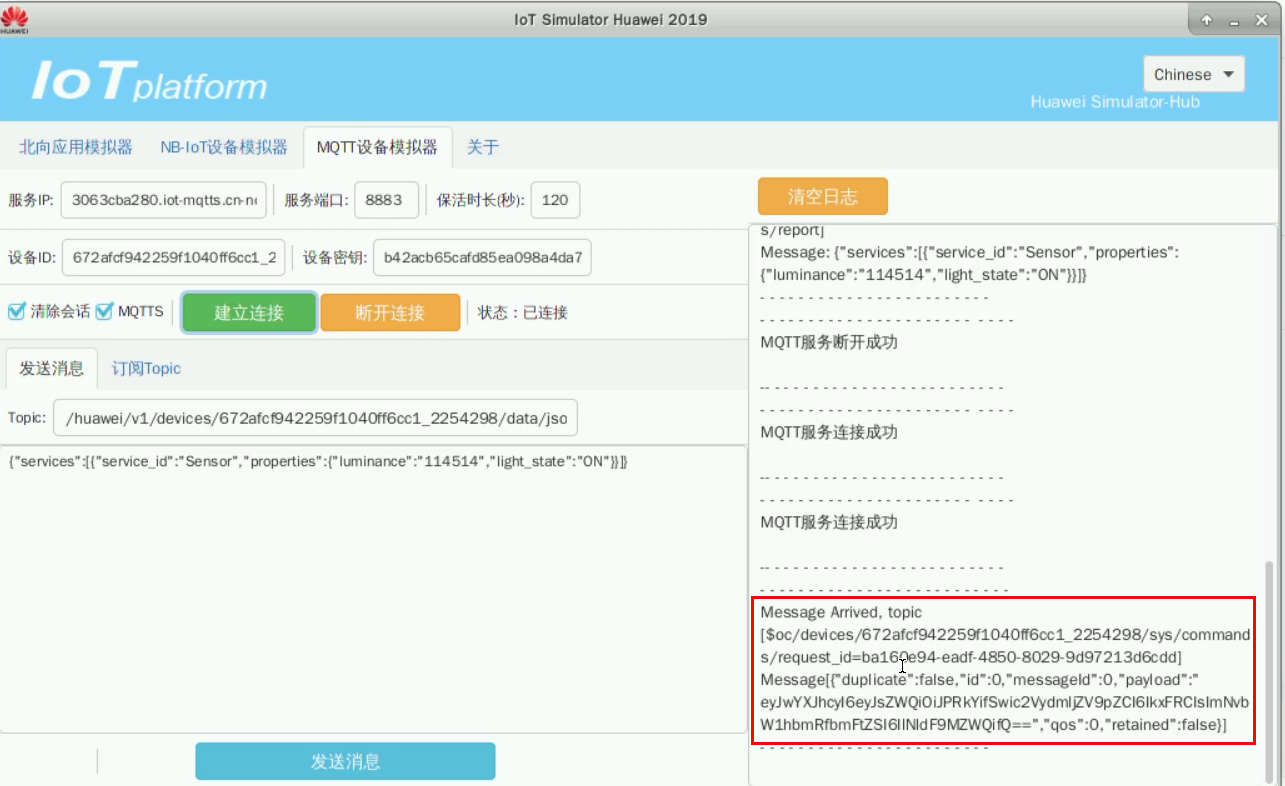 HUAWEI
IoT Simulator Huawei 2019
IoT platform
Chinese
Huawei Simulator-Hub
北向应用模拟器 NB-IoT设备模拟器 MQTT设备模拟器 关于
服务IP: 3063cba280.iot-mqtts.cn-n 服务端口: 8883 保活时长(秒): 120
设备ID: 672afcf942259f1040ff6cc1_2 设备密钥: b42acb65cafd85ea098a4da7
清除会话 MQTTS 建立连接 断开连接 状态：已连接
发送消息 订阅Topic
Topic: /huawei/v1/devices/672afcf942259f1040ff6cc1_2254298/data/jso
{"services":[{"service_id":"Sensor","properties":{"luminance":"114514","light_state":"ON"}}]}
发送消息
清空日志
s/report]
Message: {"services":[{"service_id":"Sensor","properties":
{"luminance":"114514","light_state":"ON"}}]}
- - - - - - - - - - - - - - - - - - - - - - - -
- - - - - - - - - - - - - - - - - - - - - -  - - - -
MQTT服务断开成功
-- - - - - - - - - - - - - - - - - - - - - - - -
- - - - - - - - - - - - - - - - - - - - - -  - - - -
MQTT服务连接成功
-- - - - - - - - - - - - - - - - - - - - - - - -
- - - - - - - - - - - - - - - - - - - - - -  - - - -
MQTT服务连接成功
-- - - - - - - - - - - - - - - - - - - - - - - -
- - - - - - - - - - - - - - - - - - - - - - - - - -
Message Arrived, topic
[$oc/devices/672afcf942259f1040ff6cc1_2254298/sys/command
s/request_id=ba160e94-eadf-4850-8029-9d97213d6cdd]
Message[{"duplicate":false,"id":0,"messageId":0,"payload":"
eyJwYXJhcyI6eyJsZWQiOiJPRkYifSwic2VydmljZV9pZCI6IkxFRCIsImNvb
W1hbmRfbmFtZSI6IlNldF9MZWQifQ==","qos":0,"retained":false}]
- - - - - - - - - - - - - - - - - - - - - - - -